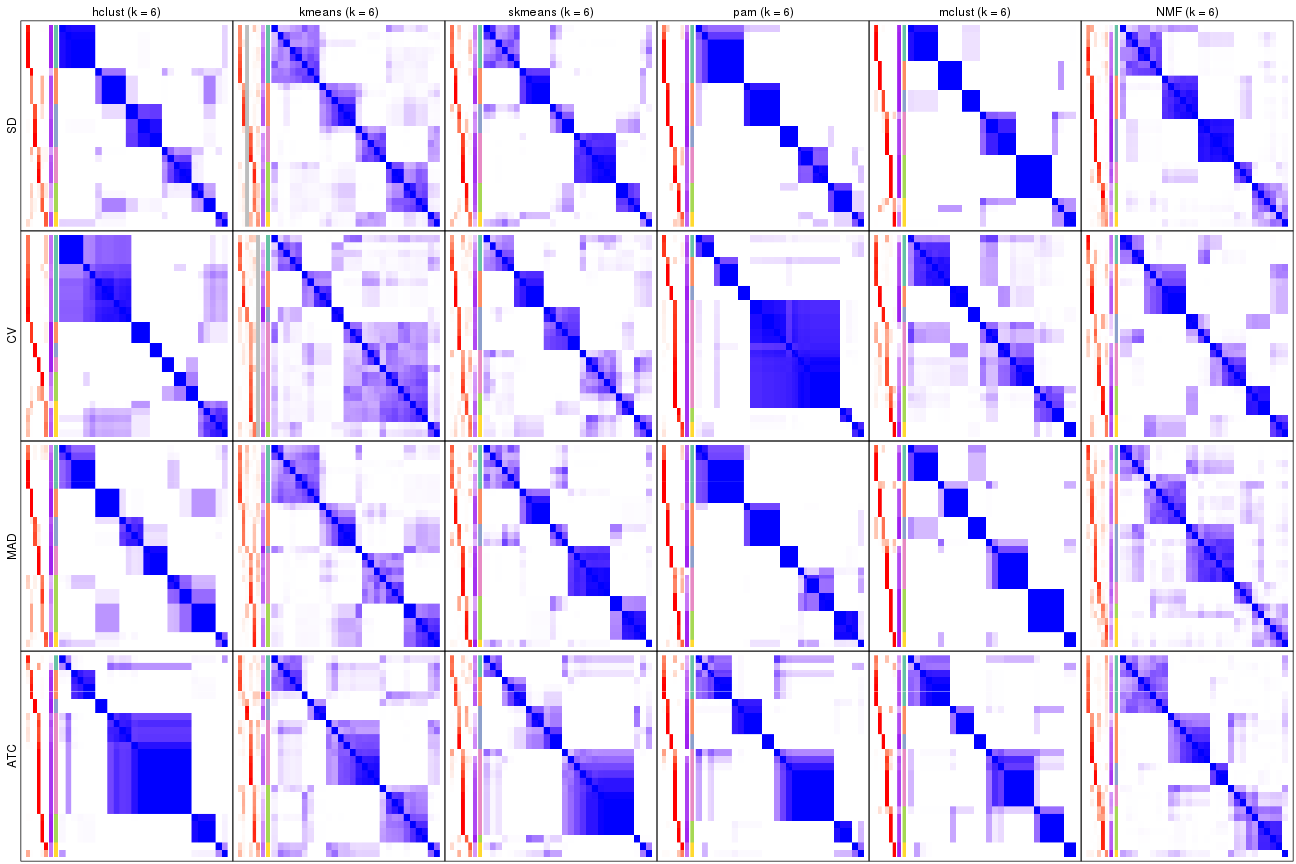 hclust (k = 6) kmeans (k = 6) skmeans (k = 6) pam (k = 6) mclust (k = 6) NMF (k = 6)
SD
CV
MAD
ATC